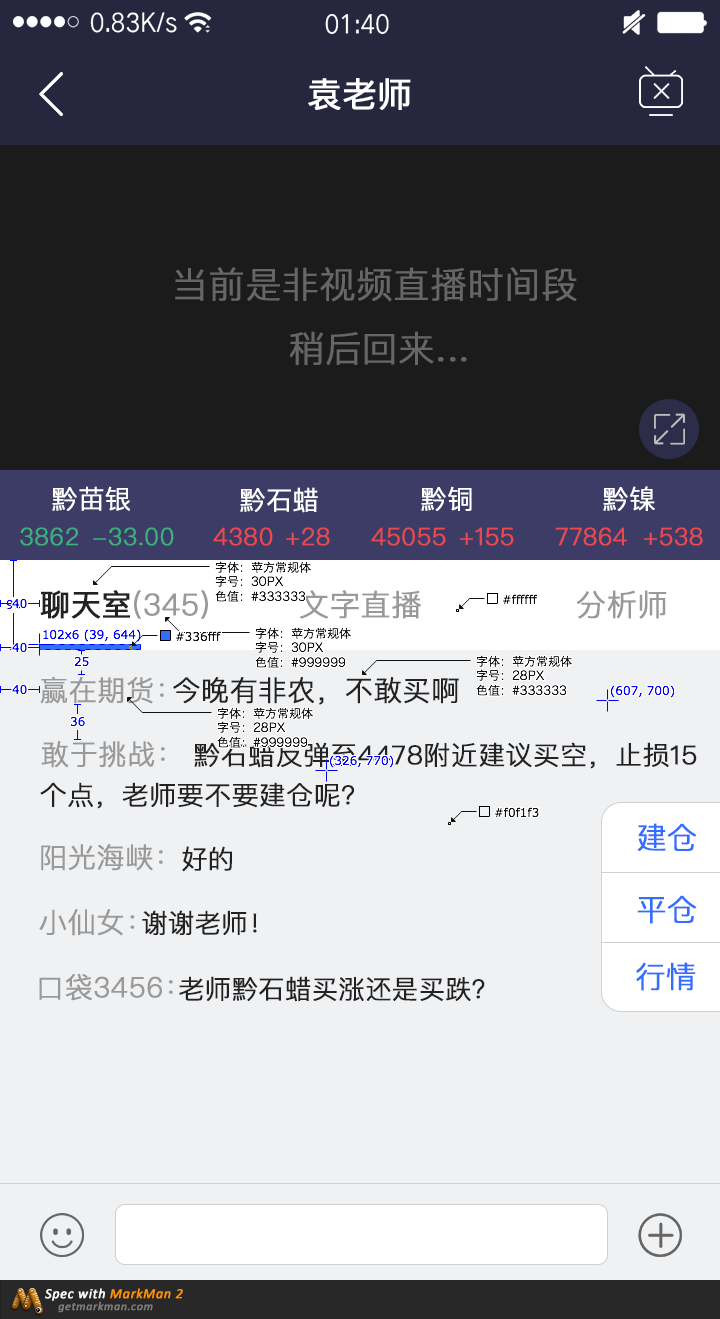 0.83K/s 01:40
袁老师
当前是非视频直播时间段
稍后回来...
黔苗银 黔石蜡 黔铜 黔镍
3862 -33.00 4380 +28 45055 +155 77864 +538
字体: 苹方常规体
字号: 30PX
色值: #333333
40
聊天室(345) 文字直播 分析师
#ffffff
102x6 (39, 644)
#336fff
字体: 苹方常规体
字号: 30PX
色值: #999999
40
25
字体: 苹方常规体
字号: 28PX
色值: #333333
40
赢在期货: 今晚有非农，不敢买啊
(607, 700)
字体: 苹方常规体
字号: 28PX
色值: #999999
36
敢于挑战: 黔石蜡反弹至4478附近建议买空，止损15
(326, 770)
个点，老师要不要建仓呢?
#f0f1f3
建仓
阳光海峡: 好的
平仓
小仙女: 谢谢老师!
行情
口袋3456: 老师黔石蜡买涨还是买跌?
Spec with MarkMan 2
getmarkman.com